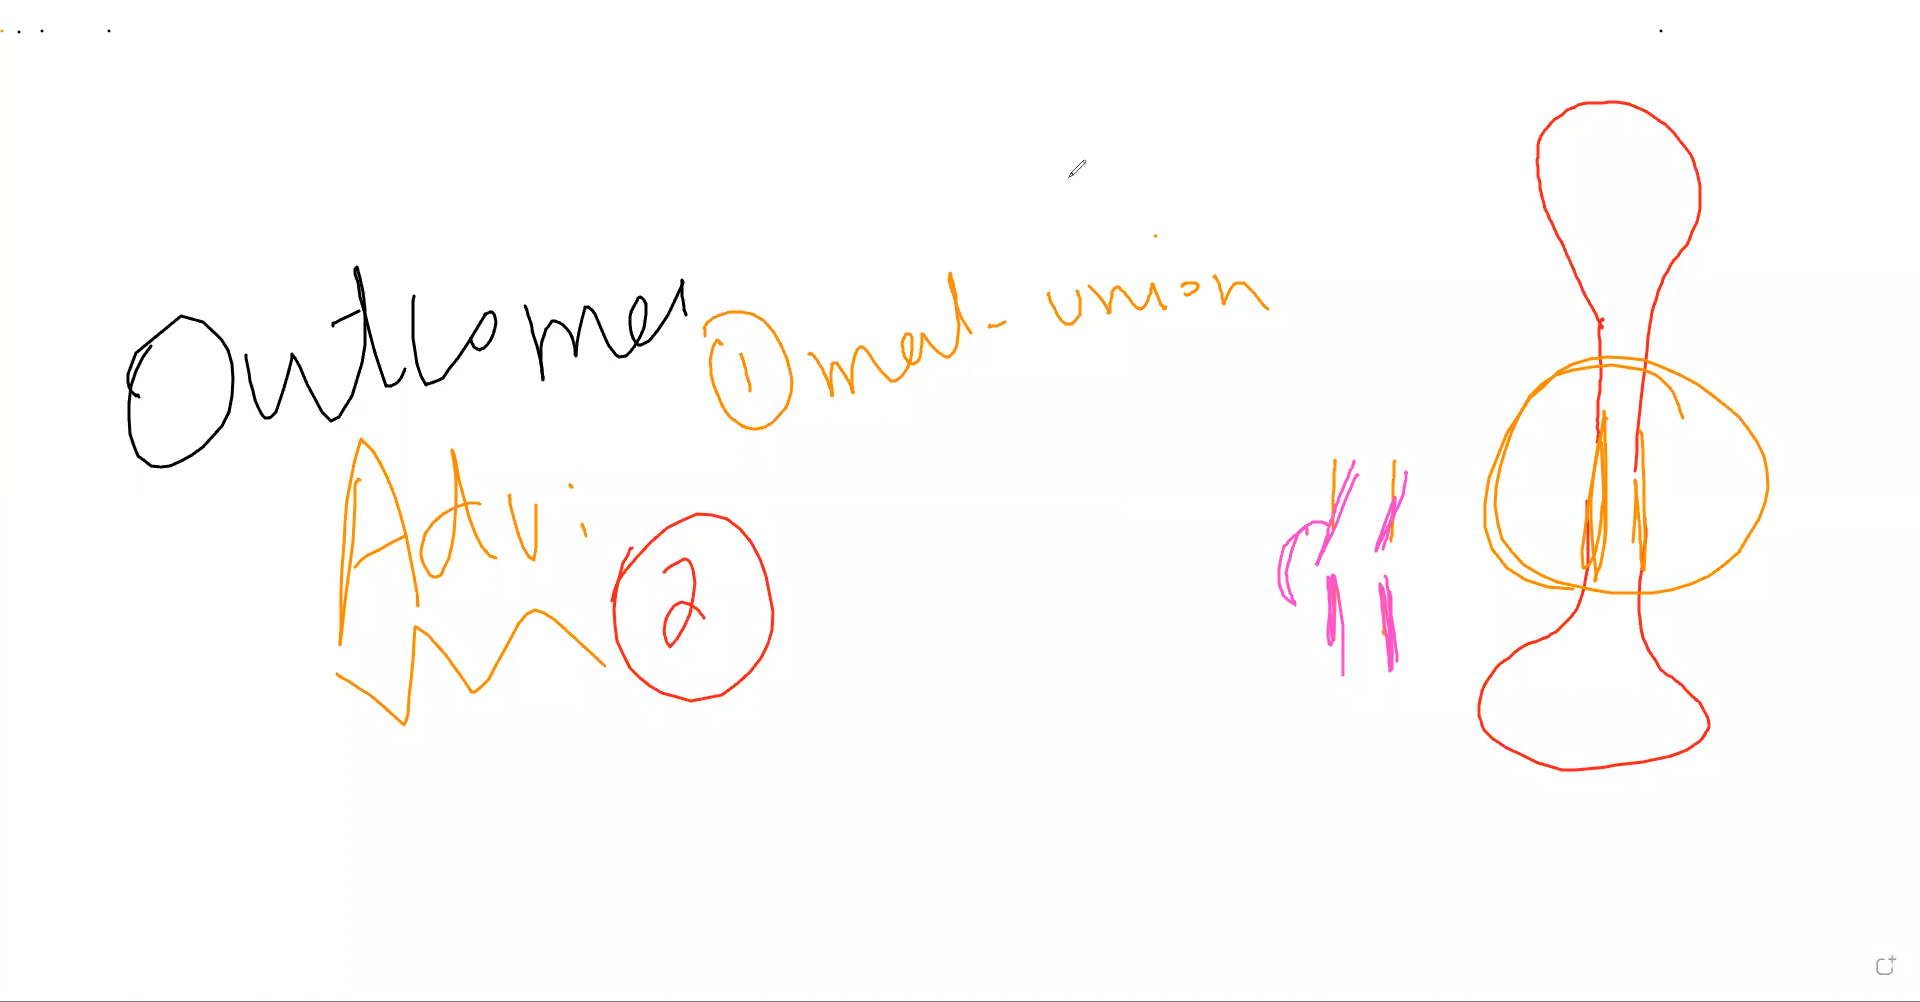 Outcomes ① mal-union
Adv:
②